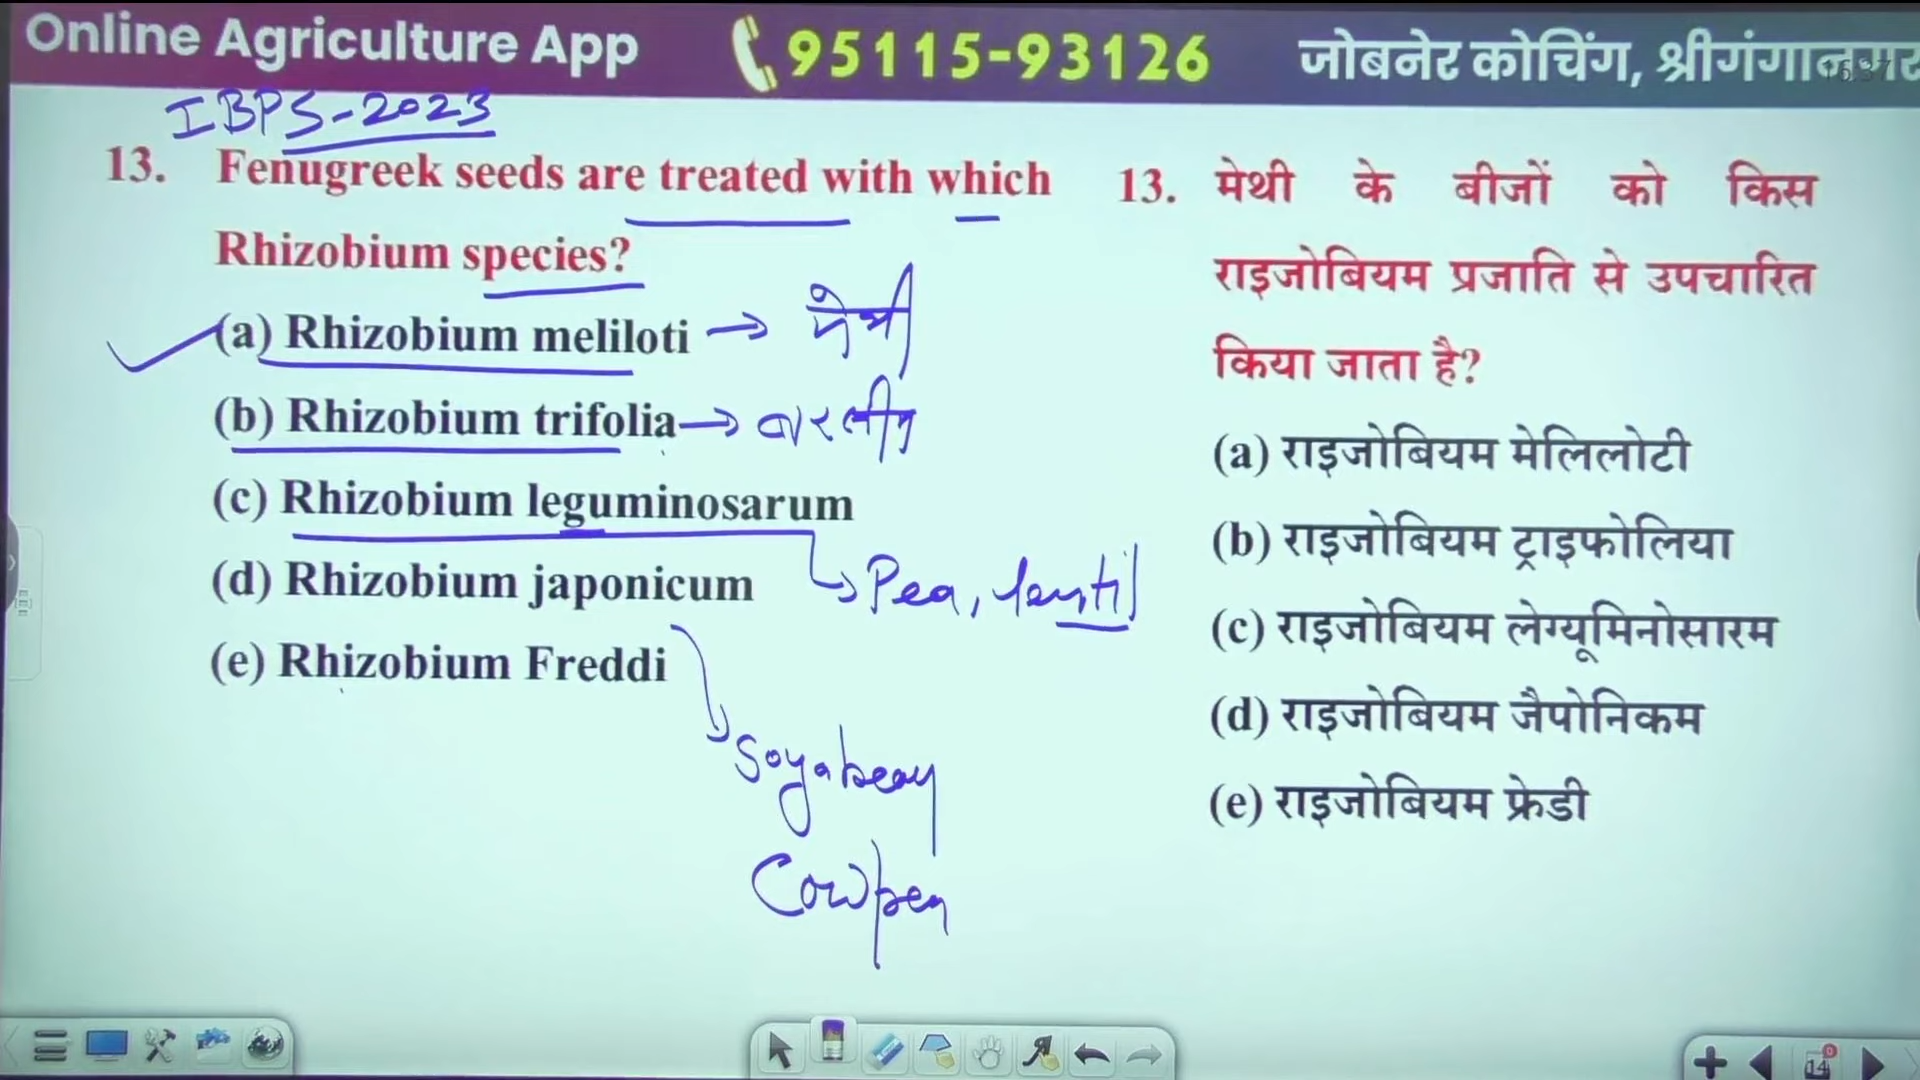 Online Agriculture App 95115-93126 जोबनेर कोचिंग, श्रीगंगानगर
IBPS-2023
13. Fenugreek seeds are treated with which
Rhizobium species?
(a) Rhizobium meliloti → मेथी
(b) Rhizobium trifolia → बरसीम
(c) Rhizobium leguminosarum
Pea, lentil
(d) Rhizobium japonicum
Soyabean
Cowpea
(e) Rhizobium Freddi
13. मेथी के बीजों को किस
राइजोबियम प्रजाति से उपचारित
किया जाता है?
(a) राइजोबियम मेलिलोटी
(b) राइजोबियम ट्राइफोलिया
(c) राइजोबियम लेग्यूमिनोसारम
(d) राइजोबियम जैपोनिकम
(e) राइजोबियम फ्रेडी
14